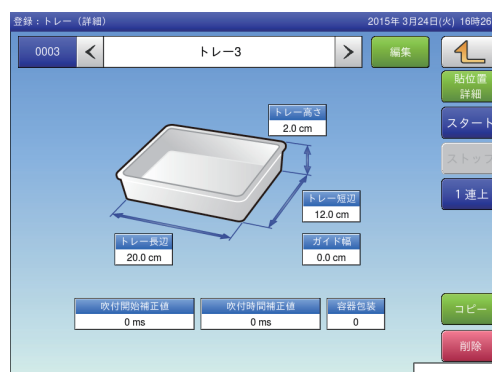 登録：トレー（詳細）
2015年 3月24日(火) 16時26
0003
トレー3
編集
貼位置
詳細
トレー高さ
2.0 cm
スタート
ストップ
トレー短辺
12.0 cm
1連上
トレー長辺
20.0 cm
ガイド幅
0.0 cm
吹付開始補正値
0 ms
吹付時間補正値
0 ms
容器包装
0
コピー
削除